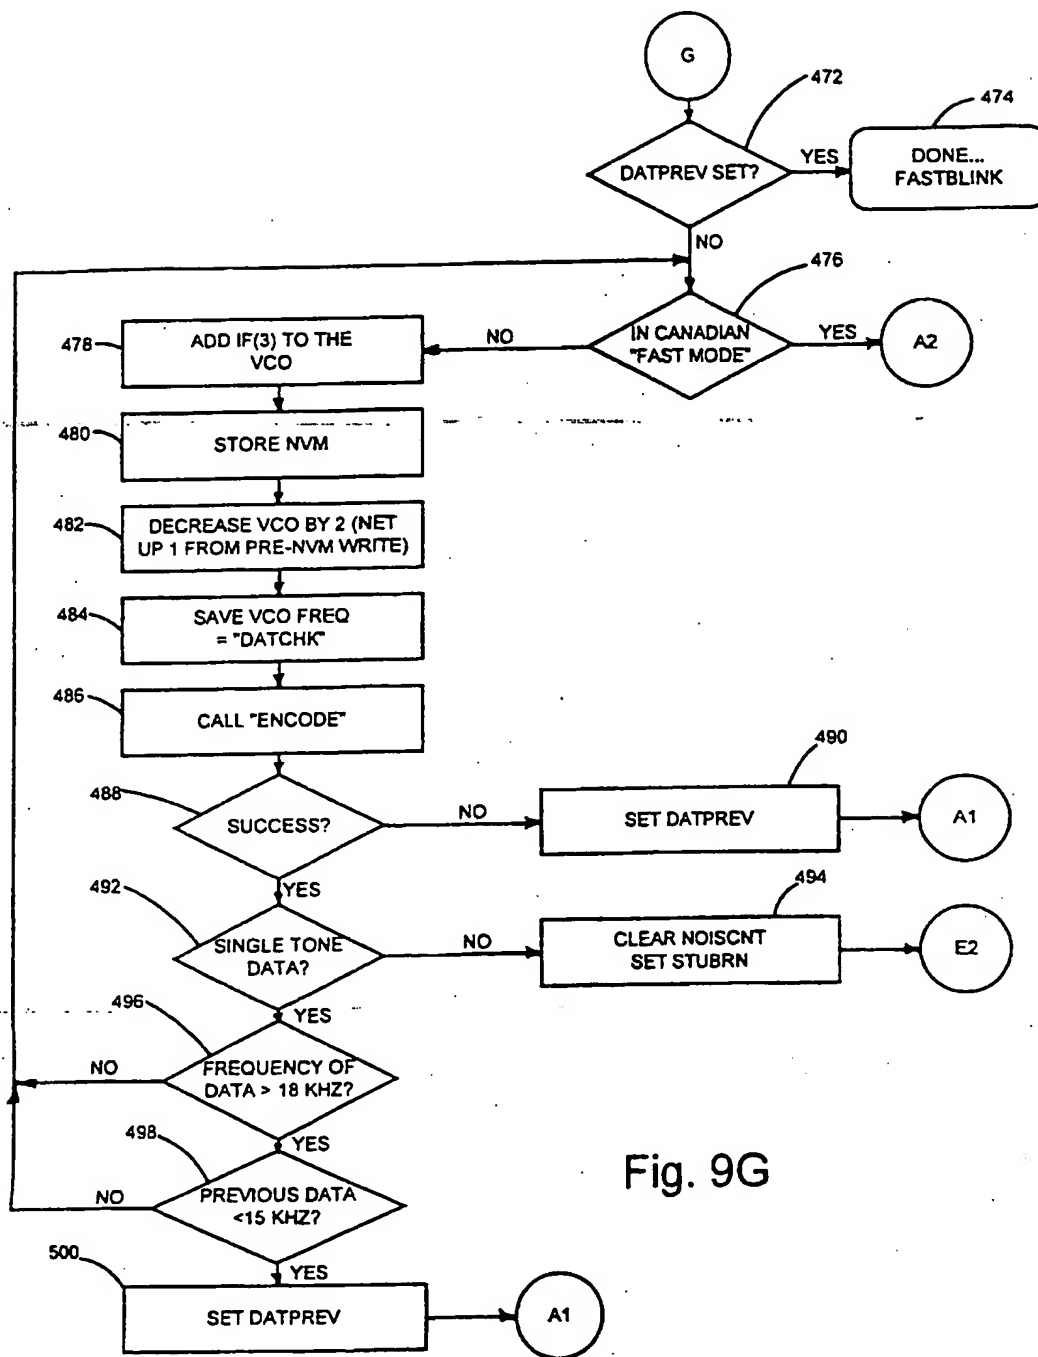 G
472
474
DATPREV SET?
YES
DONE...
FASTBLINK
NO
476
IN CANADIAN
"FAST MODE"
YES
A2
NO
478
ADD IF(3) TO THE
VCO
480
STORE NVM
482
DECREASE VCO BY 2 (NET
UP 1 FROM PRE-NVM WRITE)
484
SAVE VCO FREQ
= "DATCHK"
486
CALL "ENCODE"
488
SUCCESS?
NO
490
SET DATPREV
A1
YES
492
SINGLE TONE
DATA?
NO
494
CLEAR NOISCNT
SET STUBRN
E2
YES
496
FREQUENCY OF
DATA > 18 KHZ?
NO
YES
498
PREVIOUS DATA
<15 KHZ?
NO
YES
500
SET DATPREV
A1
Fig. 9G